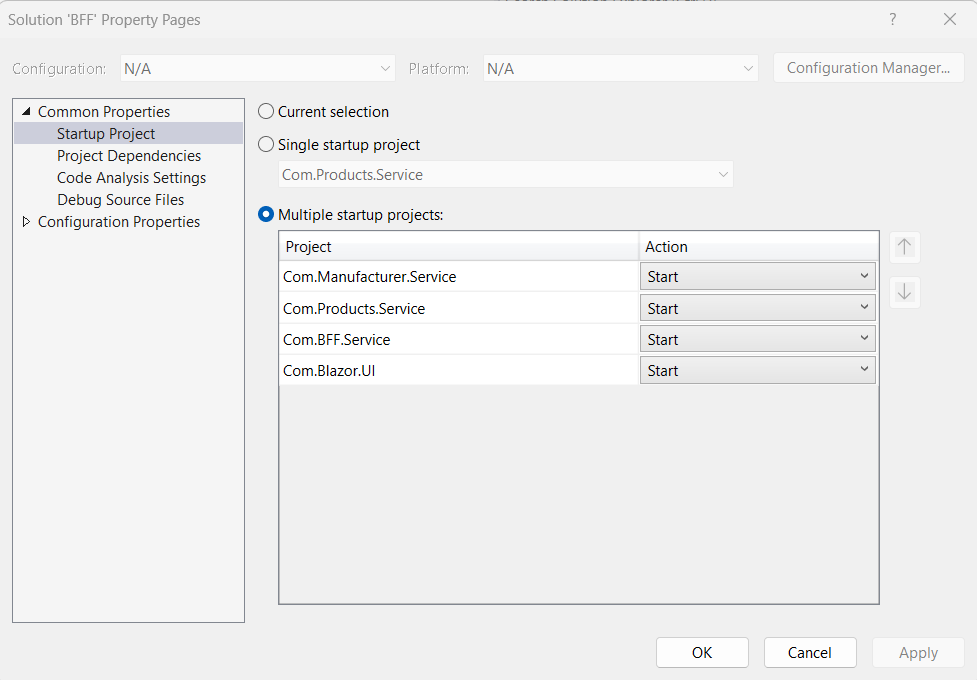 Solution 'BFF' Property Pages ?
Configuration: N/A Platform: N/A Configuration Manager...
Common Properties
Startup Project
Project Dependencies
Code Analysis Settings
Debug Source Files
Configuration Properties
Current selection
Single startup project
Com.Products.Service
Multiple startup projects:
Project Action
Com.Manufacturer.Service Start
Com.Products.Service Start
Com.BFF.Service Start
Com.Blazor.UI Start
OK Cancel Apply